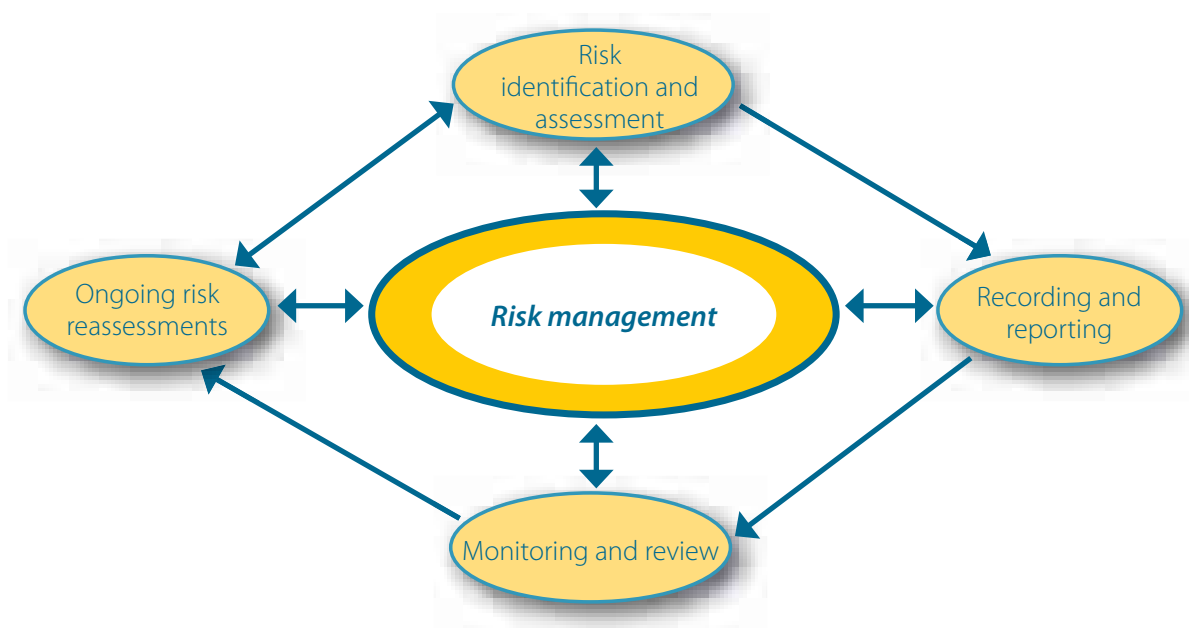 Risk
identification and
assessment
Ongoing risk
reassessments
Risk management
Recording and
reporting
Monitoring and review